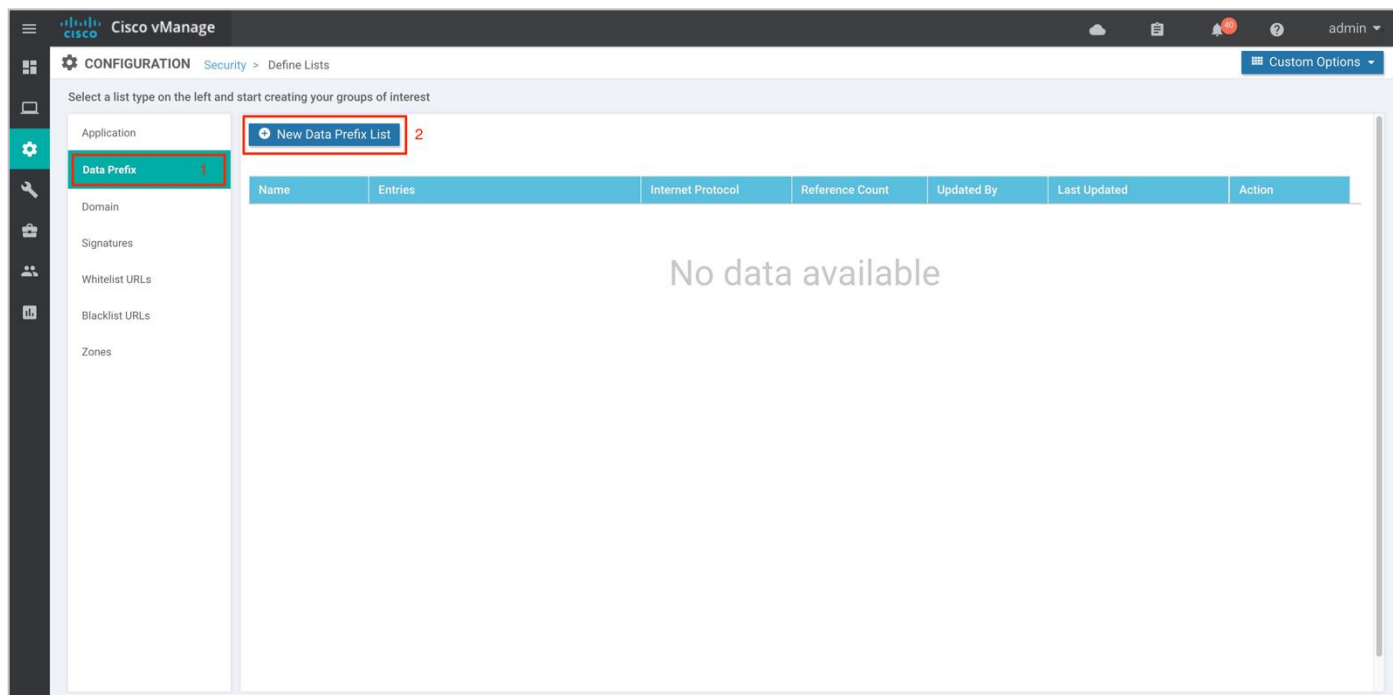 cisco Cisco vManage 40 admin
CONFIGURATION Security > Define Lists Custom Options
Select a list type on the left and start creating your groups of interest
Application
Data Prefix 1
Domain
Signatures
Whitelist URLs
Blacklist URLs
Zones
New Data Prefix List 2
Name Entries Internet Protocol Reference Count Updated By Last Updated Action
No data available